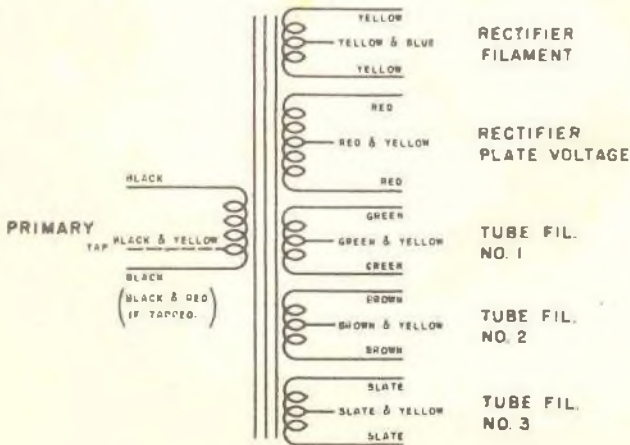 YELLOW
YELLOW & BLUE
YELLOW
RECTIFIER
FILAMENT
RED
RED & YELLOW
RED
RECTIFIER
PLATE VOLTAGE
BLACK
PRIMARY
TAP
BLACK & YELLOW
BLACK
(BLACK & RED
IF TAPPED.)
GREEN
GREEN & YELLOW
GREEN
TUBE FIL.
NO. 1
BROWN
BROWN & YELLOW
BROWN
TUBE FIL.
NO. 2
SLATE
SLATE & YELLOW
SLATE
TUBE FIL.
NO. 3